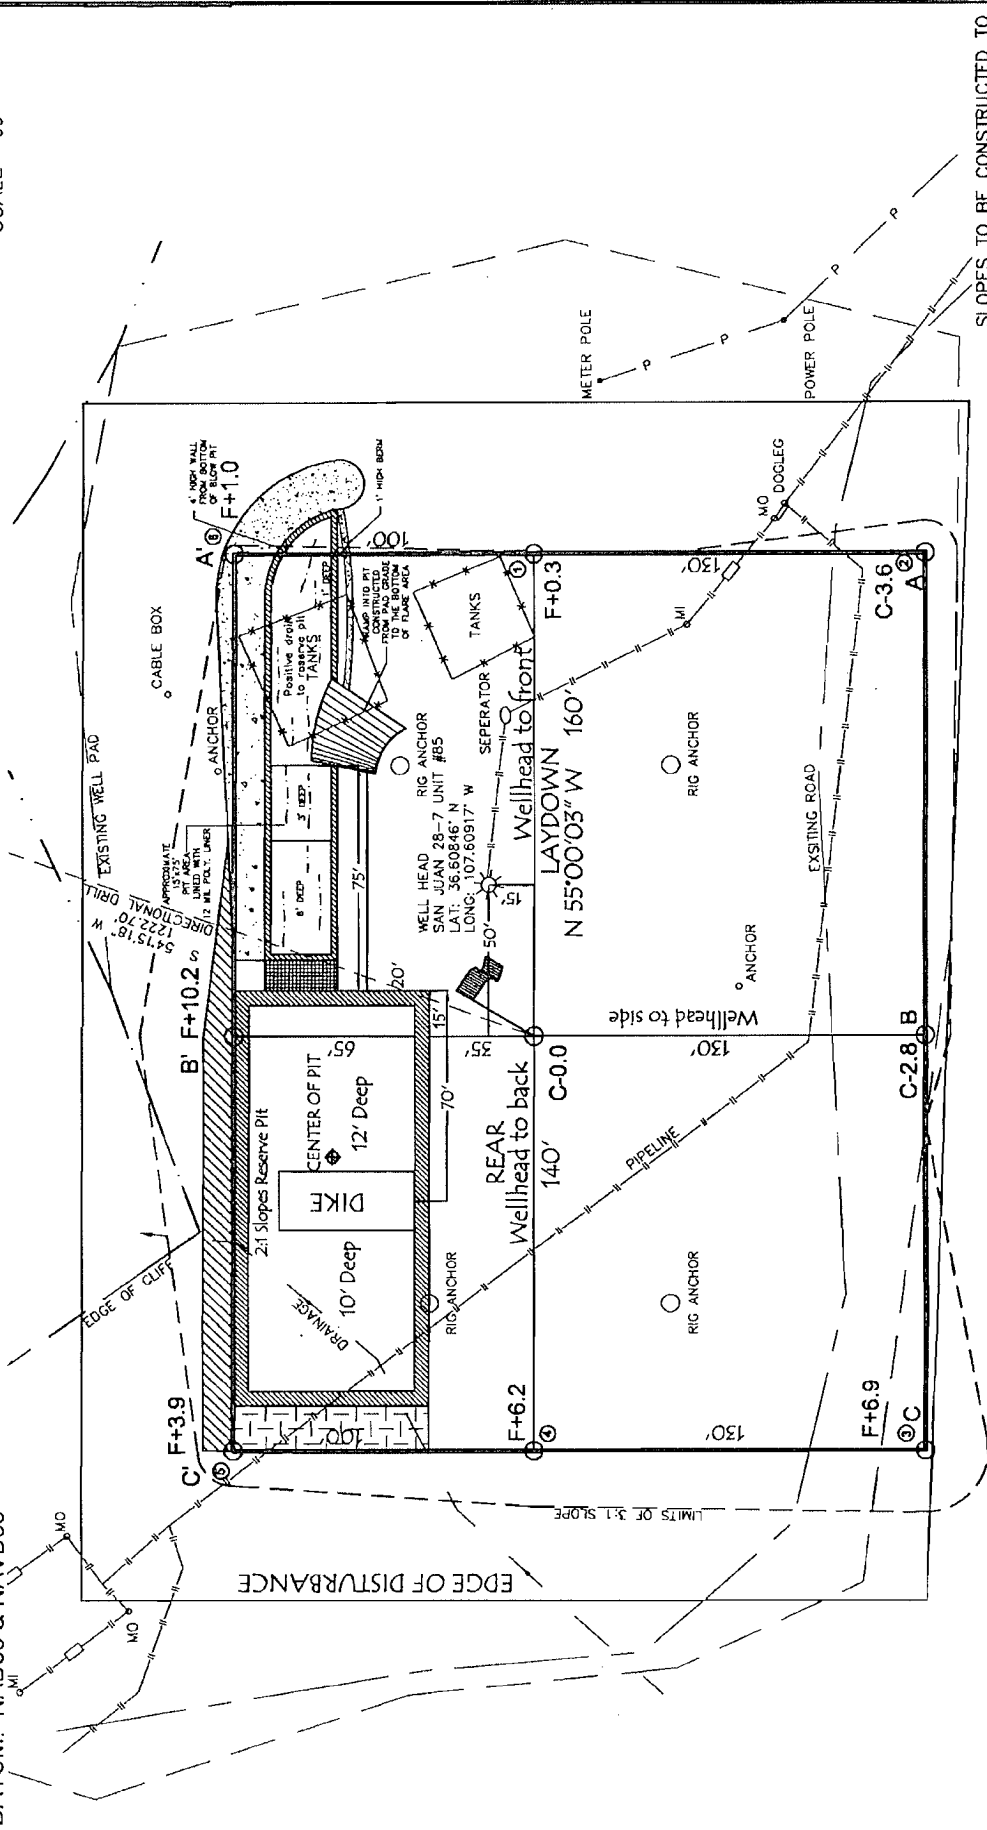 EXISTING WELL PAD
CABLE BOX
ANCHOR
A'
⑥
F+1.0
4' HIGH WALL
FROM BOTTOM
OF BLOW PIT
1' HIGH BERM
54°15'18" W
1222.70'
DIRECTIONAL DRILL
S
APPROXIMATE
15'x75'
PIT AREA
LINED WITH
12 MIL POLY. LINER
B'
F+10.2
EDGE OF CLIFF
C'
⑤
F+3.9
MO
MO
MI
2:1 Slopes Reserve Pit
CENTER OF PIT
12' Deep
DIKE
10' Deep
DRAINAGE
8' DEEP
3' DEEP
1' DEEP
Positive drain
to reserve pit
TANKS
RAMP INTO PIT
CONSTRUCTED
FROM PAD GRADE
TO THE BOTTOM
OF FLARE AREA
100'
100'
65'
35'
75'
20'
15'
70'
RIG ANCHOR
RIG ANCHOR
WELL HEAD
SAN JUAN 28-7 UNIT #85
LAT: 36.60846° N
LONG: 107.60917° W
SEPERATOR
TANKS
50'
15'
①
F+0.3
Wellhead to front
LAYDOWN
N 55°00'03" W 160'
C-0.0
REAR
Wellhead to back
140'
F+6.2
④
METER POLE
P
P
P
P
POWER POLE
MO
DOGLEG
MI
RIG ANCHOR
EXSITING ROAD
ANCHOR
Wellhead to side
PIPELINE
RIG ANCHOR
130'
130'
130'
②
C-3.6
A
C-2.8
B
F+6.9
③
C
LIMITS OF 3:1 SLOPE
EDGE OF DISTURBANCE
SLOPES TO BE CONSTRUCTED TO